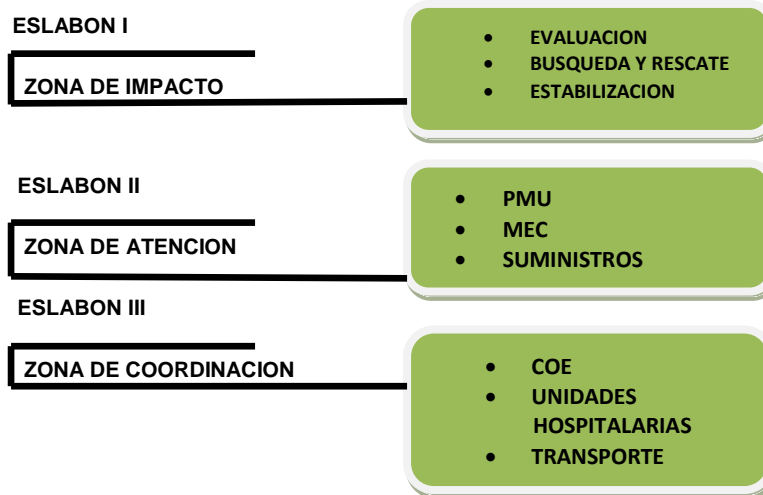 ESLABON I
ZONA DE IMPACTO
• EVALUACION
• BUSQUEDA Y RESCATE
• ESTABILIZACION
ESLABON II
ZONA DE ATENCION
• PMU
• MEC
• SUMINISTROS
ESLABON III
ZONA DE COORDINACION
• COE
• UNIDADES
HOSPITALARIAS
• TRANSPORTE